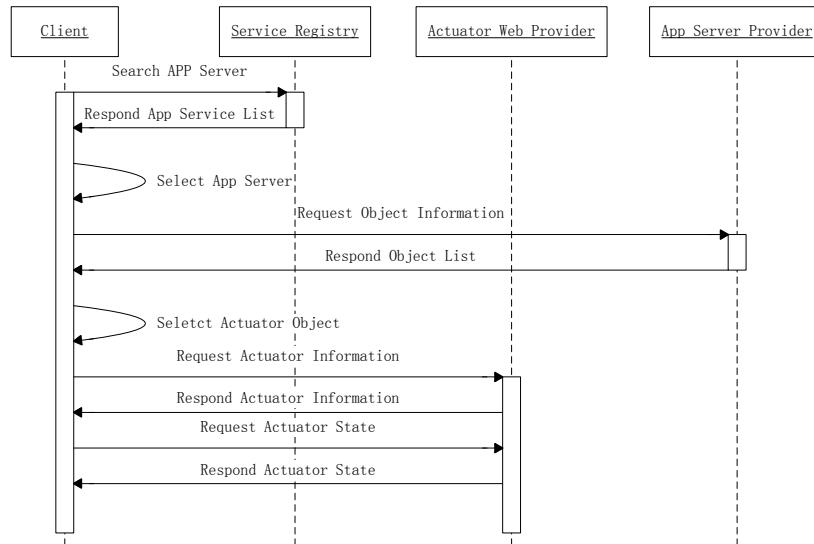 Client
Service Registry
Actuator Web Provider
App Server Provider
Search APP Server
Respond App Service List
Select App Server
Request Object Information
Respond Object List
Seletct Actuator Object
Request Actuator Information
Respond Actuator Information
Request Actuator State
Respond Actuator State